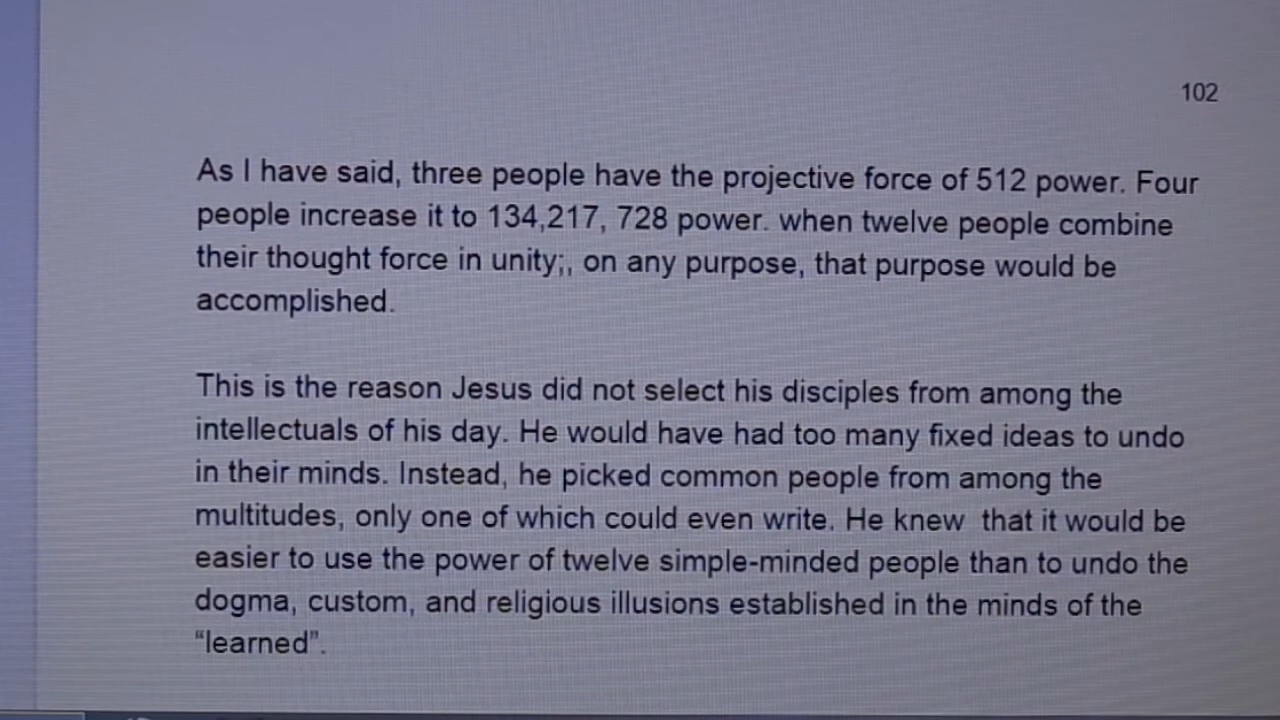 102
As I have said, three people have the projective force of 512 power. Four
people increase it to 134,217, 728 power. when twelve people combine
their thought force in unity;, on any purpose, that purpose would be
accomplished.
This is the reason Jesus did not select his disciples from among the
intellectuals of his day. He would have had too many fixed ideas to undo
in their minds. Instead, he picked common people from among the
multitudes, only one of which could even write. He knew  that it would be
easier to use the power of twelve simple-minded people than to undo the
dogma, custom, and religious illusions established in the minds of the
“learned”.